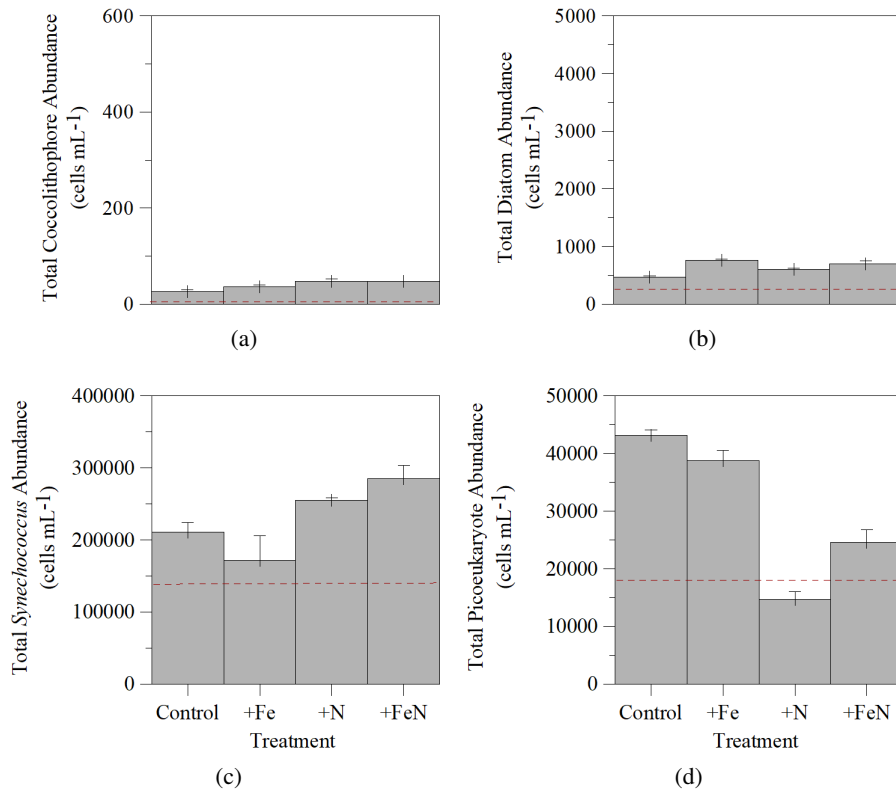 Total Coccolithophore Abundance
(cells mL-1)
600
400
200
0
(a)
Total Diatom Abundance
(cells mL-1)
5000
4000
3000
2000
1000
0
(b)
Total Synechococcus Abundance
(cells mL-1)
400000
300000
200000
100000
0
Control +Fe +N +FeN
Treatment
(c)
Total Picoeukaryote Abundance
(cells mL-1)
50000
40000
30000
20000
10000
0
Control +Fe +N +FeN
Treatment
(d)